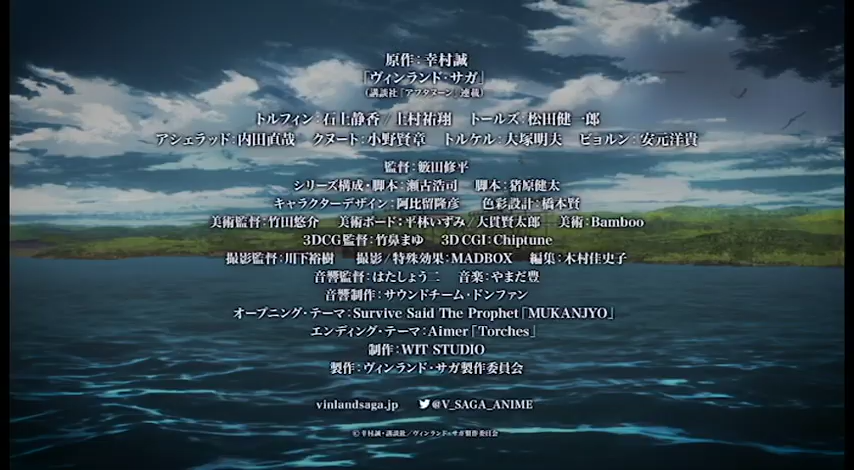 原作：幸村誠
「ヴィンランド・サガ」
(講談社『アフタヌーン』連載)
トルフィン：石上静香/上村祐翔　トールズ：松田健一郎
アシェラッド：内田直哉　クヌート：小野賢章　トルケル：大塚明夫　ビョルン：安元洋貴
監督：籔田修平
シリーズ構成・脚本：瀬古浩司　脚本：猪原健太
キャラクターデザイン：阿比留隆彦　色彩設計：橋本賢
美術監督：竹田悠介　美術ボード：平林いずみ/大貫賢太郎　美術：Bamboo
3DCG監督：竹鼻まゆ　3D CGI：Chiptune
撮影監督：川下裕樹　撮影/特殊効果：MADBOX　編集：木村佳史子
音響監督：はたしょう二　音楽：やまだ豊
音響制作：サウンドチーム・ドンファン
オープニング・テーマ：Survive Said The Prophet「MUKANJYO」
エンディング・テーマ：Aimer「Torches」
制作：WIT STUDIO
製作：ヴィンランド・サガ製作委員会
vinlandsaga.jp　@V_SAGA_ANIME
©幸村誠・講談社／ヴィンランド・サガ製作委員会